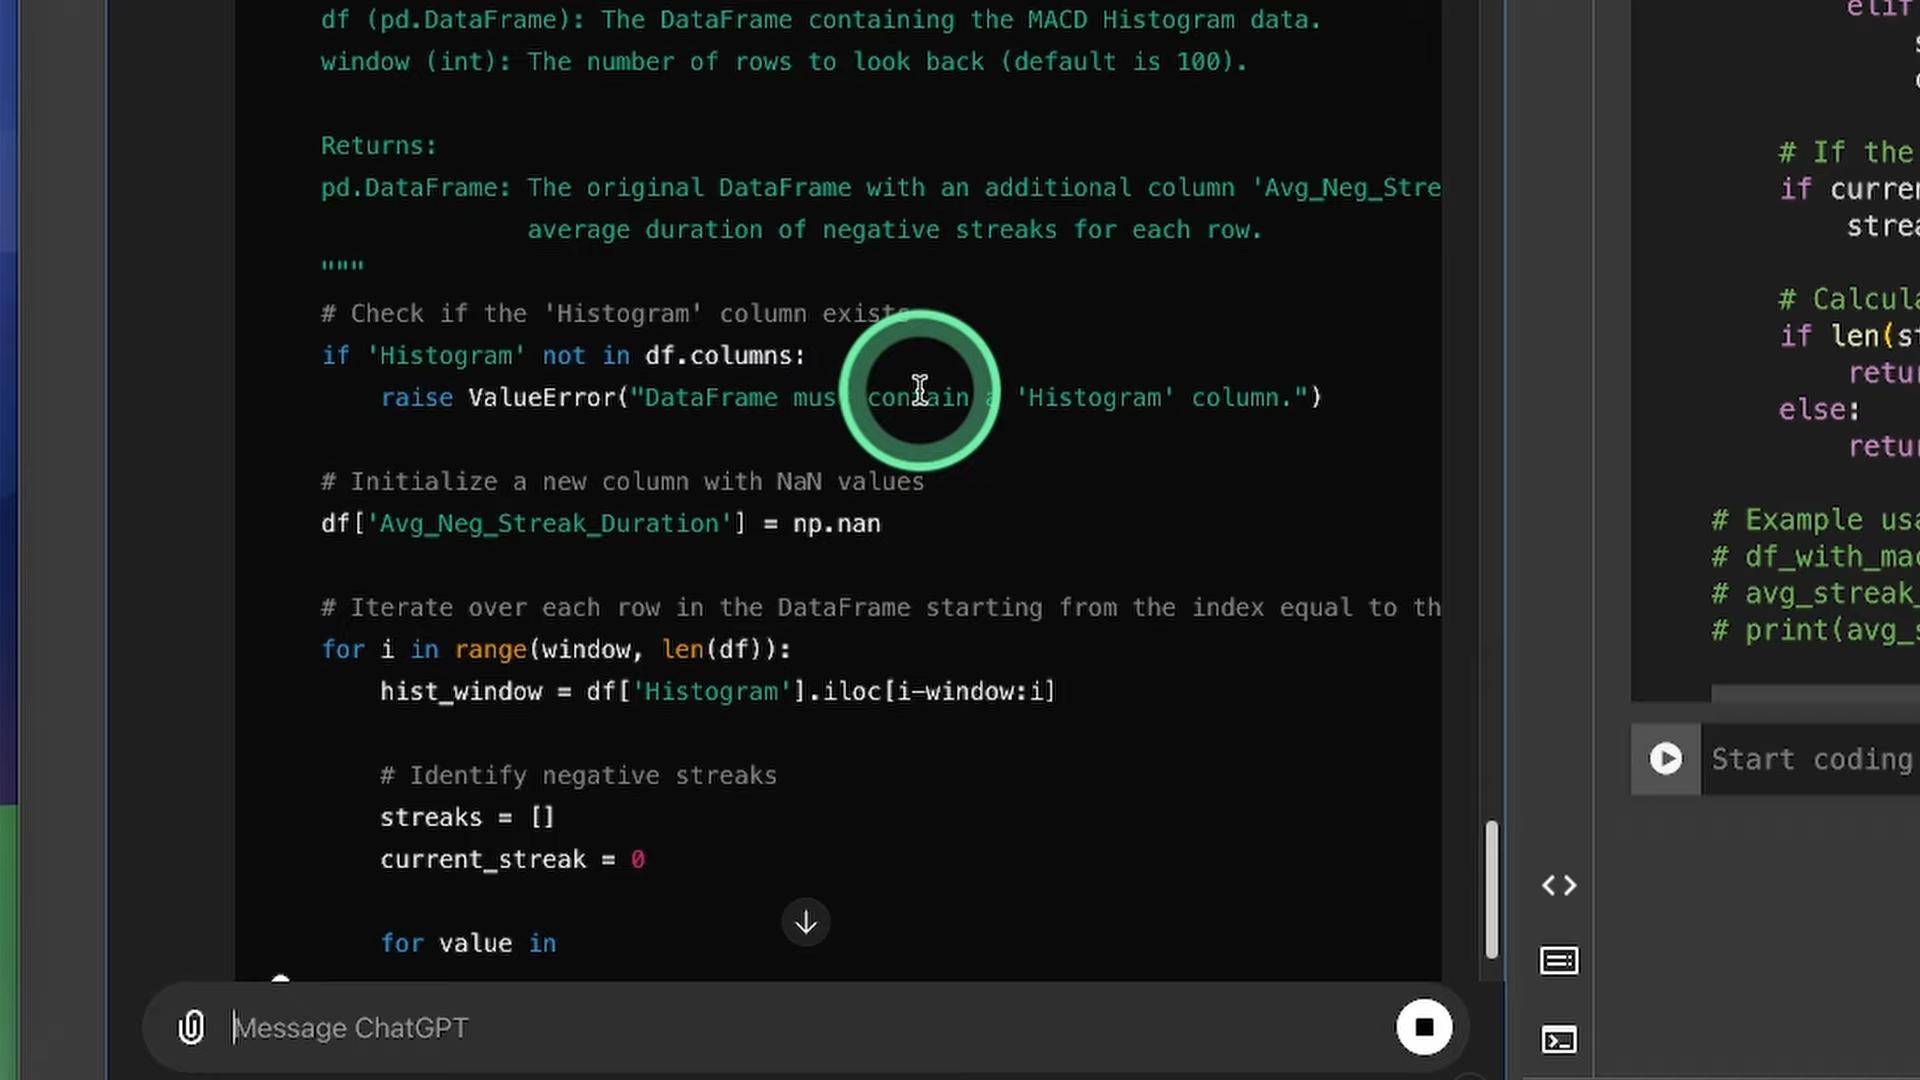 df (pd.DataFrame): The DataFrame containing the MACD Histogram data.
window (int): The number of rows to look back (default is 100).
Returns:
pd.DataFrame: The original DataFrame with an additional column 'Avg_Neg_Stre
average duration of negative streaks for each row.
"""
# Check if the 'Histogram' column exists
if 'Histogram' not in df.columns:
raise ValueError("DataFrame must contain a 'Histogram' column.")
# Initialize a new column with NaN values
df['Avg_Neg_Streak_Duration'] = np.nan
# Iterate over each row in the DataFrame starting from the index equal to th
for i in range(window, len(df)):
hist_window = df['Histogram'].iloc[i-window:i]
# Identify negative streaks
streaks = []
current_streak = 0
for value in
Message ChatGPT
elif
# If the
if curren
strea
# Calcula
if len(st
retur
else:
retur
# Example usa
# df_with_mac
# avg_streak_
# print(avg_s
Start coding